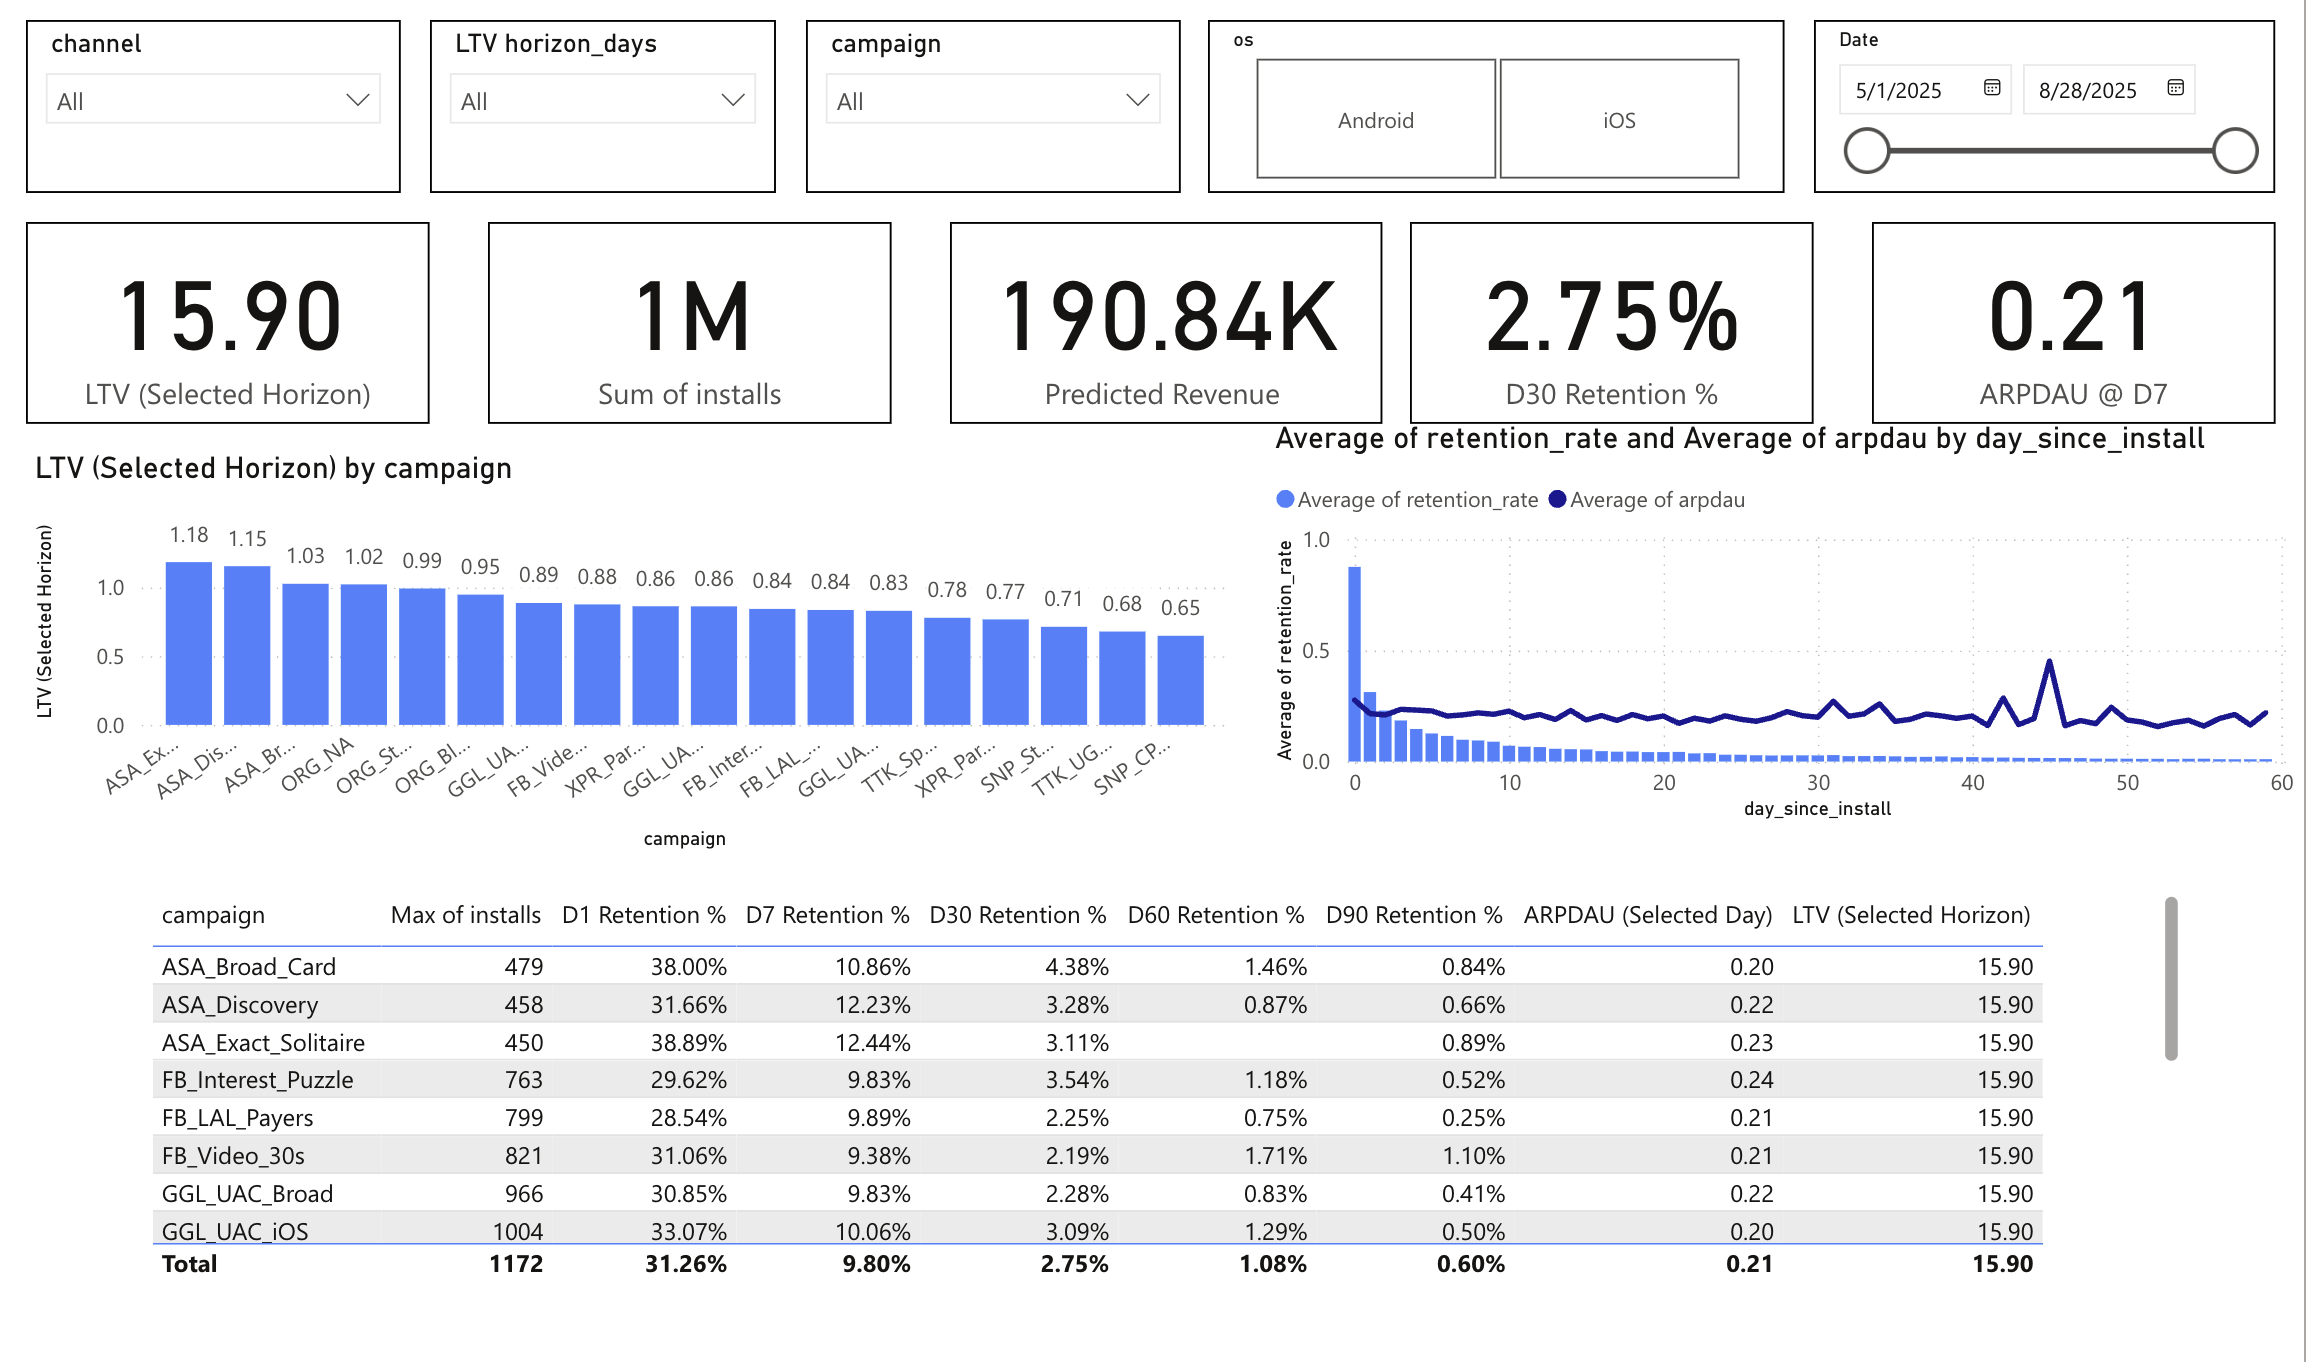 channel
All
LTV horizon_days
All
campaign
All
os
Android
iOS
Date
5/1/2025
8/28/2025
15.90
LTV (Selected Horizon)
1M
Sum of installs
190.84K
Predicted Revenue
2.75%
D30 Retention %
0.21
ARPDAU @ D7
LTV (Selected Horizon) by campaign
LTV (Selected Horizon)
1.0
0.5
0.0
1.18
1.15
1.03
1.02
0.99
0.95
0.89
0.88
0.86
0.86
0.84
0.84
0.83
0.78
0.77
0.71
0.68
0.65
ASA_Ex...
ASA_Dis...
ASA_Br...
ORG_NA
ORG_St...
ORG_Bl...
GGL_UA...
FB_Vide...
XPR_Par...
GGL_UA...
FB_Inter...
FB_LAL_...
GGL_UA...
TTK_Sp...
XPR_Par...
SNP_St...
TTK_UG...
SNP_CP...
campaign
Average of retention_rate and Average of arpdau by day_since_install
Average of retention_rate Average of arpdau
Average of retention_rate
1.0
0.5
0.0
0 10 20 30 40 50 60
day_since_install
campaign Max of installs D1 Retention % D7 Retention % D30 Retention % D60 Retention % D90 Retention % ARPDAU (Selected Day) LTV (Selected Horizon)
ASA_Broad_Card 479 38.00% 10.86% 4.38% 1.46% 0.84% 0.20 15.90
ASA_Discovery 458 31.66% 12.23% 3.28% 0.87% 0.66% 0.22 15.90
ASA_Exact_Solitaire 450 38.89% 12.44% 3.11% 0.89% 0.23 15.90
FB_Interest_Puzzle 763 29.62% 9.83% 3.54% 1.18% 0.52% 0.24 15.90
FB_LAL_Payers 799 28.54% 9.89% 2.25% 0.75% 0.25% 0.21 15.90
FB_Video_30s 821 31.06% 9.38% 2.19% 1.71% 1.10% 0.21 15.90
GGL_UAC_Broad 966 30.85% 9.83% 2.28% 0.83% 0.41% 0.22 15.90
GGL_UAC_iOS 1004 33.07% 10.06% 3.09% 1.29% 0.50% 0.20 15.90
Total 1172 31.26% 9.80% 2.75% 1.08% 0.60% 0.21 15.90